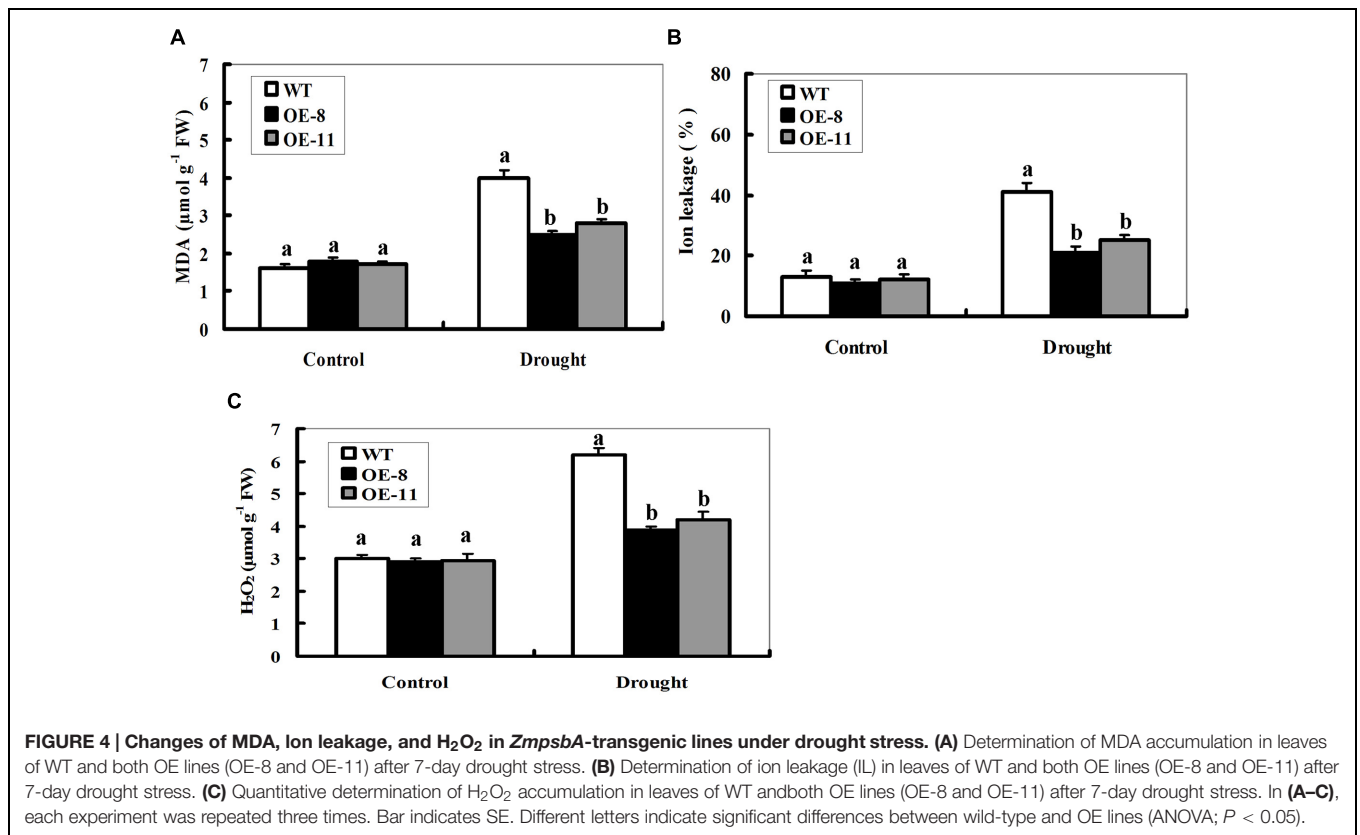 A
7
6
5
4
3
2
1
0
MDA (µmol g⁻¹ FW)
WT
OE-8
OE-11
a
a
a
a
b
b
Control
Drought
B
80
60
40
20
0
Ion leakage ( %)
WT
OE-8
OE-11
a
a
a
a
b
b
Control
Drought
C
7
6
5
4
3
2
1
0
H₂O₂ (µmol g⁻¹ FW)
WT
OE-8
OE-11
a
a
a
a
b
b
Control
Drought
FIGURE 4 | Changes of MDA, Ion leakage, and H₂O₂ in ZmpsbA-transgenic lines under drought stress. (A) Determination of MDA accumulation in leaves
of WT and both OE lines (OE-8 and OE-11) after 7-day drought stress. (B) Determination of ion leakage (IL) in leaves of WT and both OE lines (OE-8 and OE-11) after
7-day drought stress. (C) Quantitative determination of H₂O₂ accumulation in leaves of WT andboth OE lines (OE-8 and OE-11) after 7-day drought stress. In (A–C),
each experiment was repeated three times. Bar indicates SE. Different letters indicate significant differences between wild-type and OE lines (ANOVA; P < 0.05).